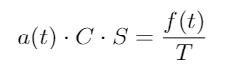 a(t) · C · S = f(t)/T